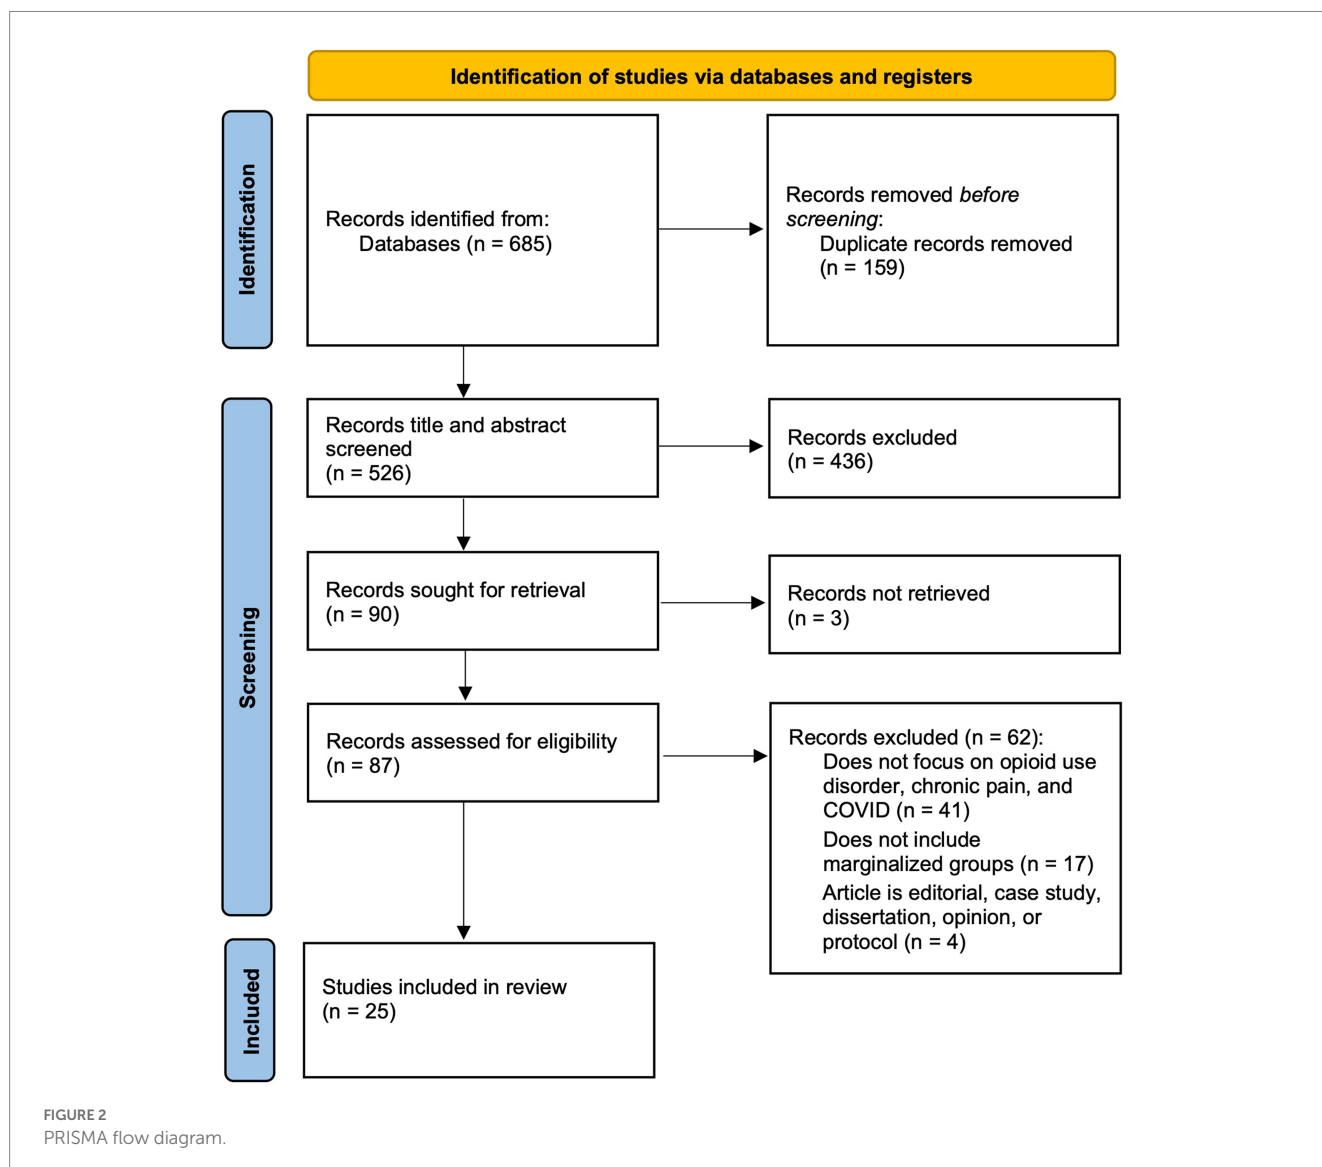 Identification of studies via databases and registers
Identification
Records identified from:
Databases (n = 685)
Records removed before
screening:
Duplicate records removed
(n = 159)
Screening
Records title and abstract
screened
(n = 526)
Records excluded
(n = 436)
Records sought for retrieval
(n = 90)
Records not retrieved
(n = 3)
Records assessed for eligibility
(n = 87)
Records excluded (n = 62):
Does not focus on opioid use
disorder, chronic pain, and
COVID (n = 41)
Does not include
marginalized groups (n = 17)
Article is editorial, case study,
dissertation, opinion, or
protocol (n = 4)
Included
Studies included in review
(n = 25)
FIGURE 2
PRISMA flow diagram.